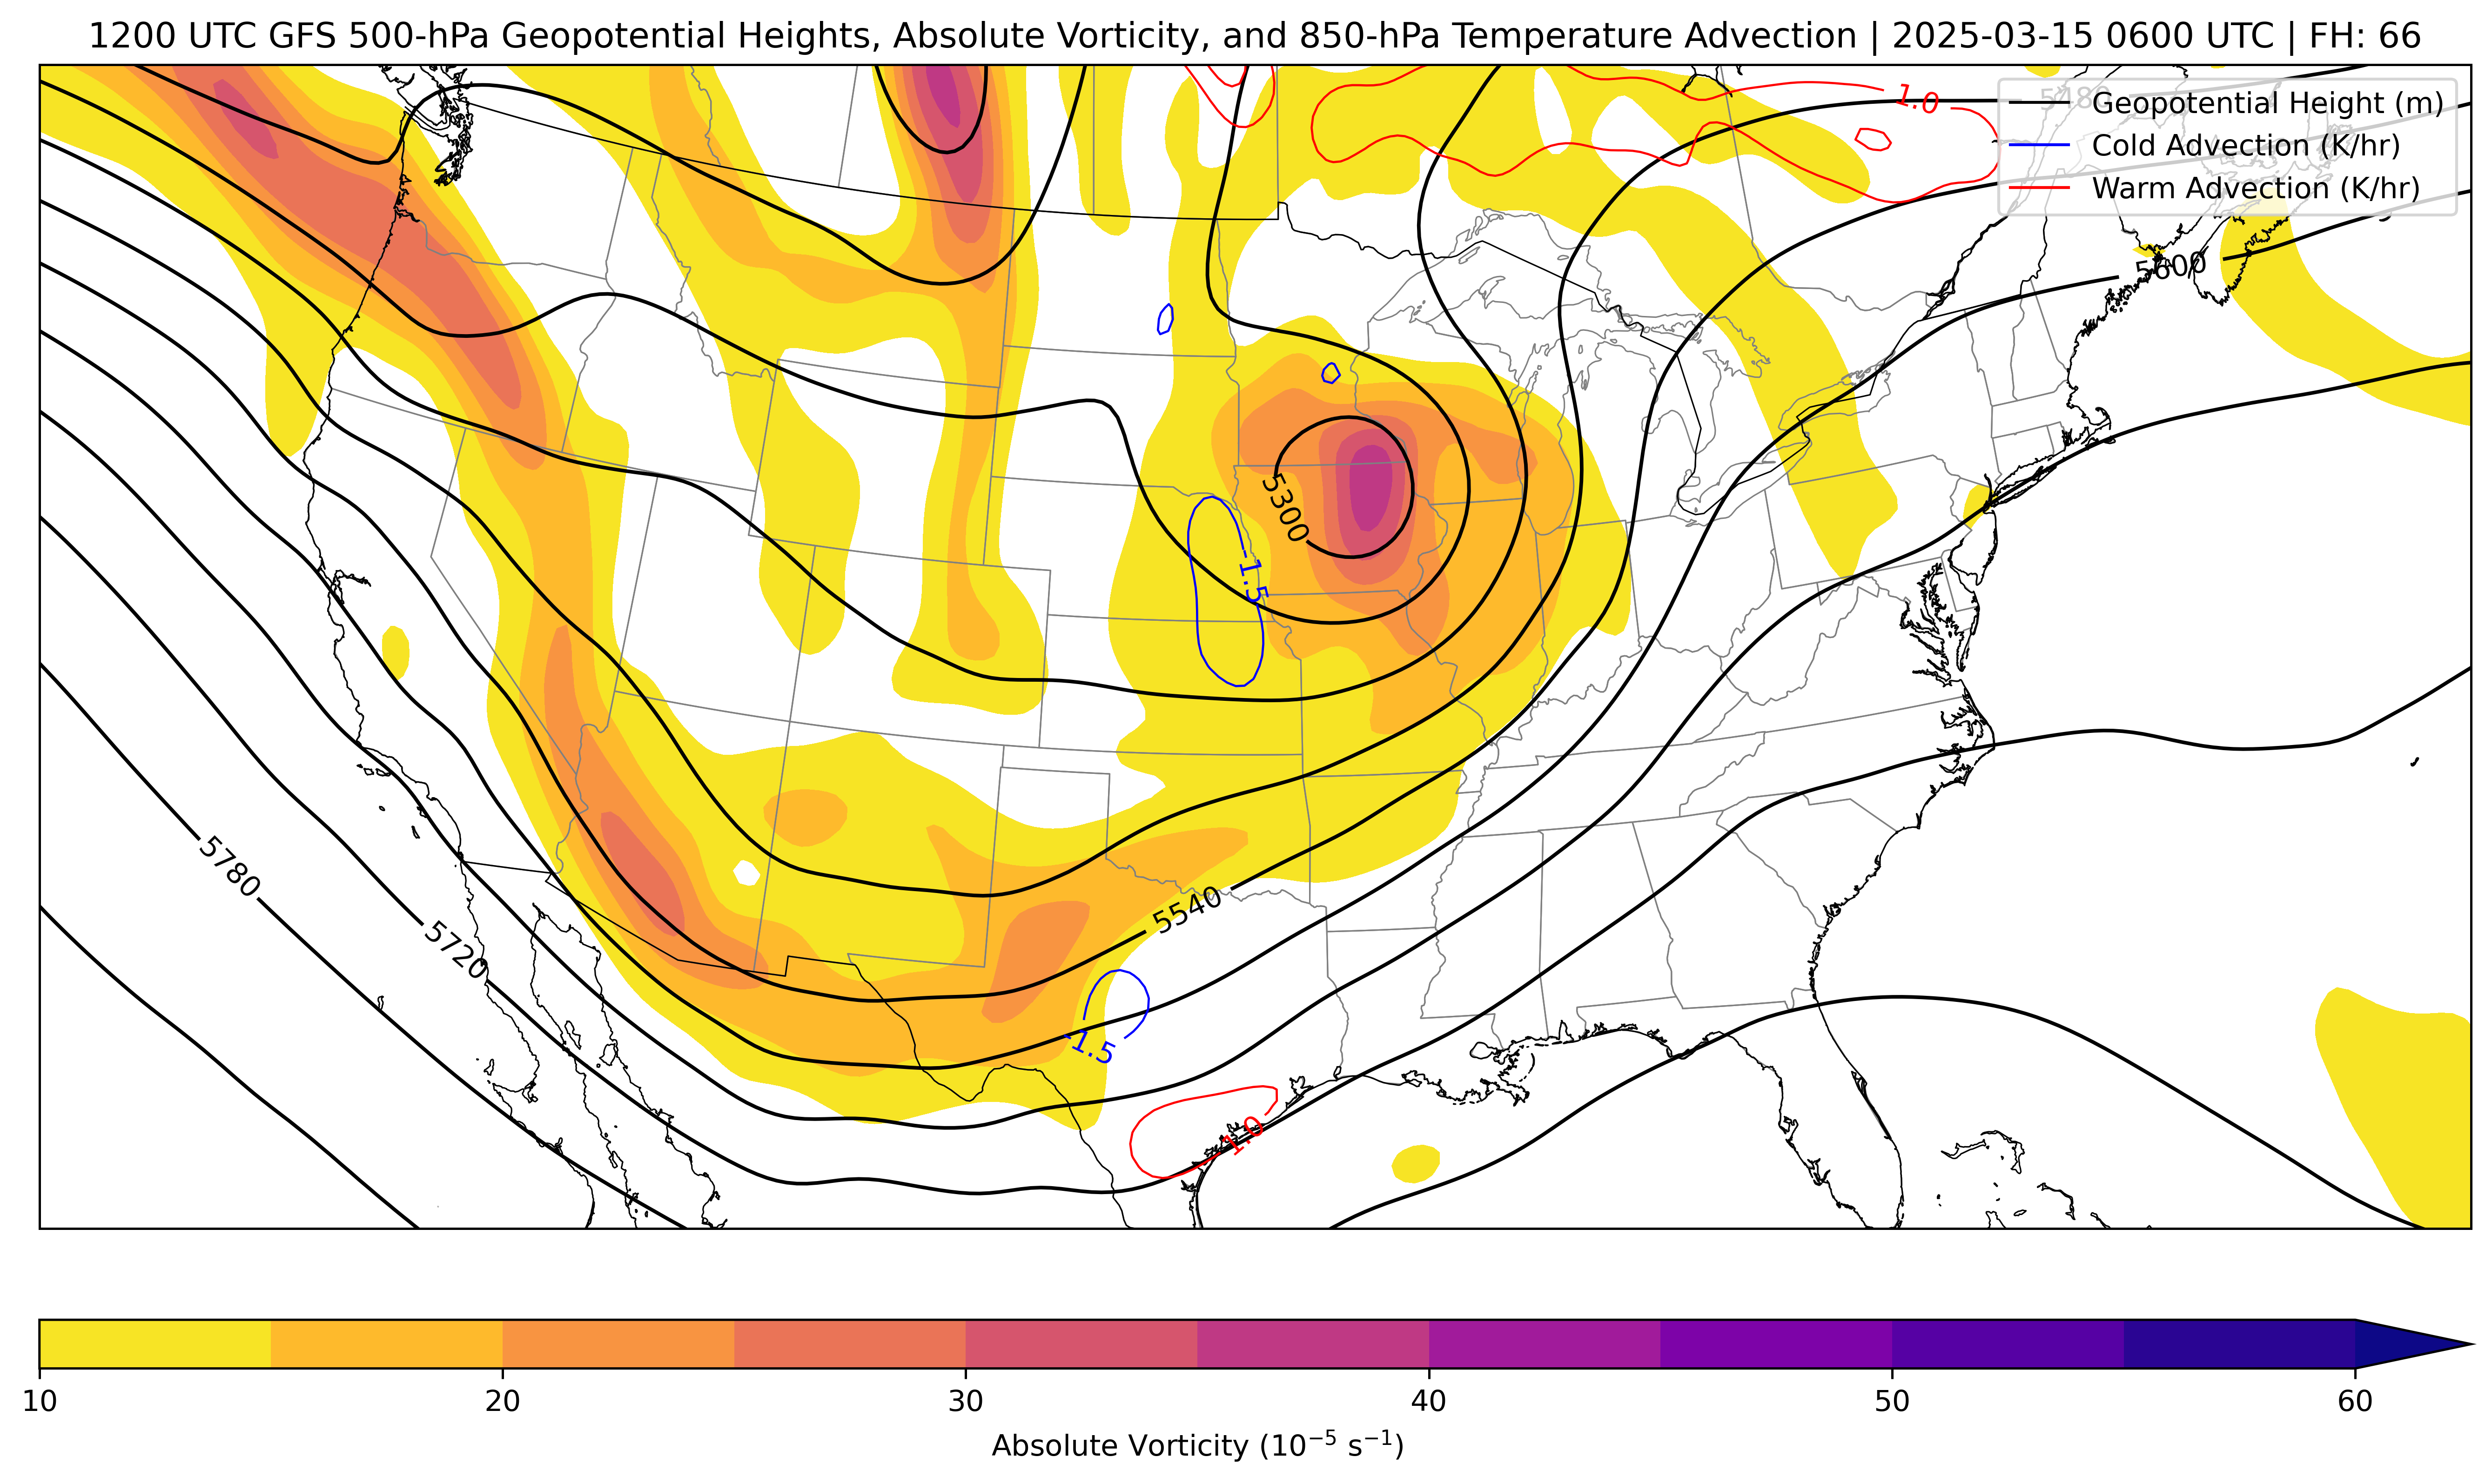 1200 UTC GFS 500-hPa Geopotential Heights, Absolute Vorticity, and 850-hPa Temperature Advection | 2025-03-15 0600 UTC | FH: 66
1.0
5480
Geopotential Height (m)
Cold Advection (K/hr)
Warm Advection (K/hr)
5600
5300
−1.5
5780
5720
5540
−1.5
1.0
10 20 30 40 50 60
Absolute Vorticity (10⁻⁵ s⁻¹)